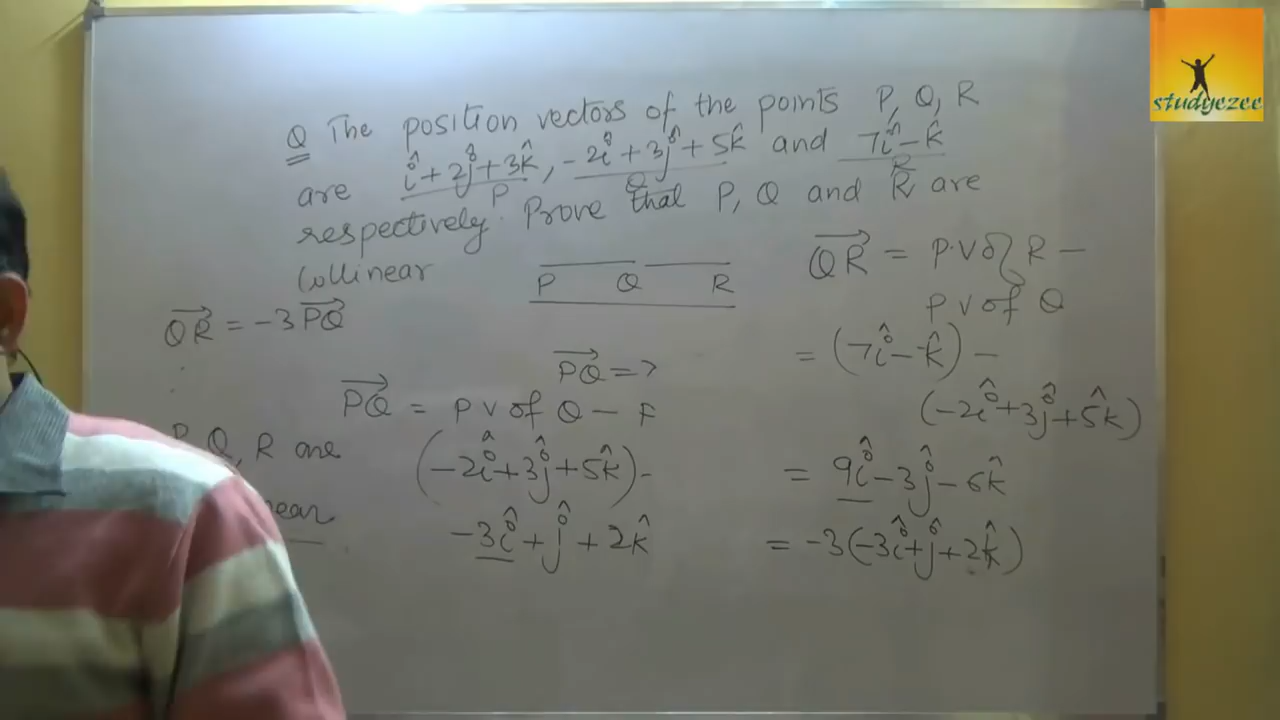 Q The position vectors of the points P, Q, R
are î + 2ĵ + 3k̂, -2î + 3ĵ + 5k̂ and 7î - k̂
P Q R
respectively. Prove that P, Q and R are
Collinear
P Q R
QR = -3 PQ
P, Q, R are
PQ =>
PQ = P V of Q - P
(-2î + 3ĵ + 5k̂) -
-3î + ĵ + 2k̂
QR = P.V of R -
P V of Q
= (7î - k̂) -
(-2î + 3ĵ + 5k̂)
= 9î - 3ĵ - 6k̂
= -3(-3î + ĵ + 2k̂)
studyezee